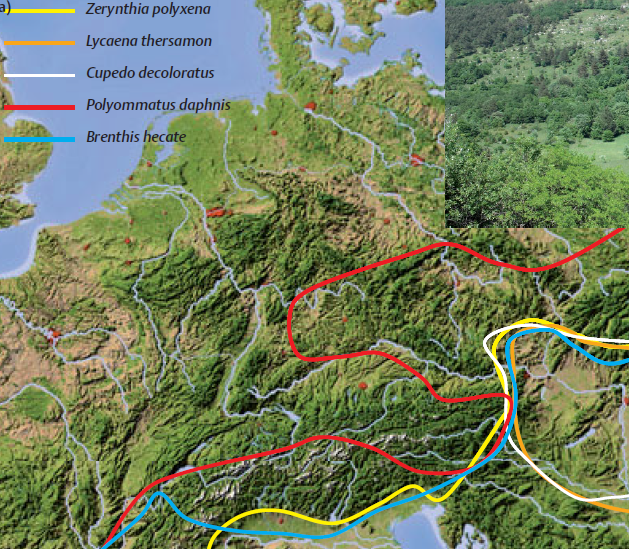 a)
Zerynthia polyxena
Lycaena thersamon
Cupedo decoloratus
Polyommatus daphnis
Brenthis hecate